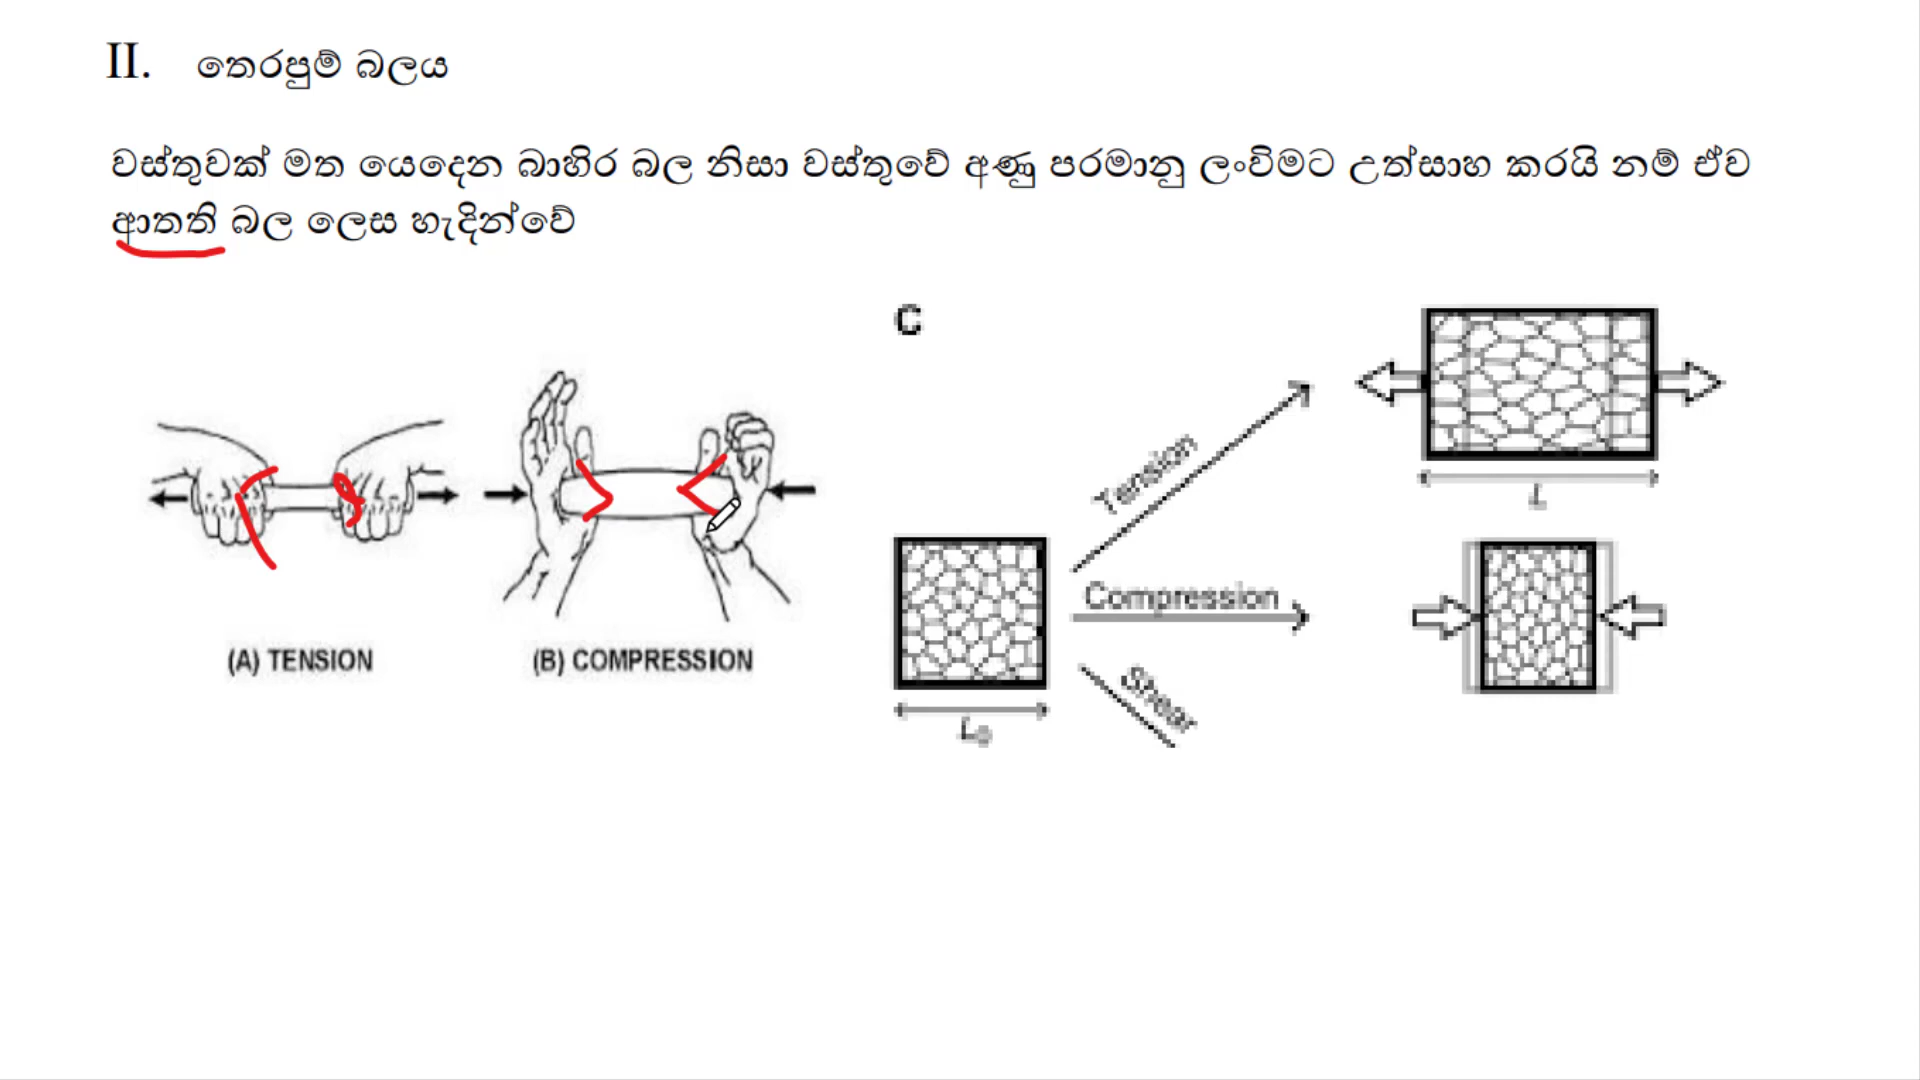 II. තෙරපුම් බලය
වස්තුවක් මත යෙදෙන බාහිර බල නිසා වස්තුවේ අණු පරමානු ලංවිමට උත්සාහ කරයි නම් ඒව
ආතති බල ලෙස හැදින්වේ
C
Tension
L
(A) TENSION
(B) COMPRESSION
Compression
Shear
L₀